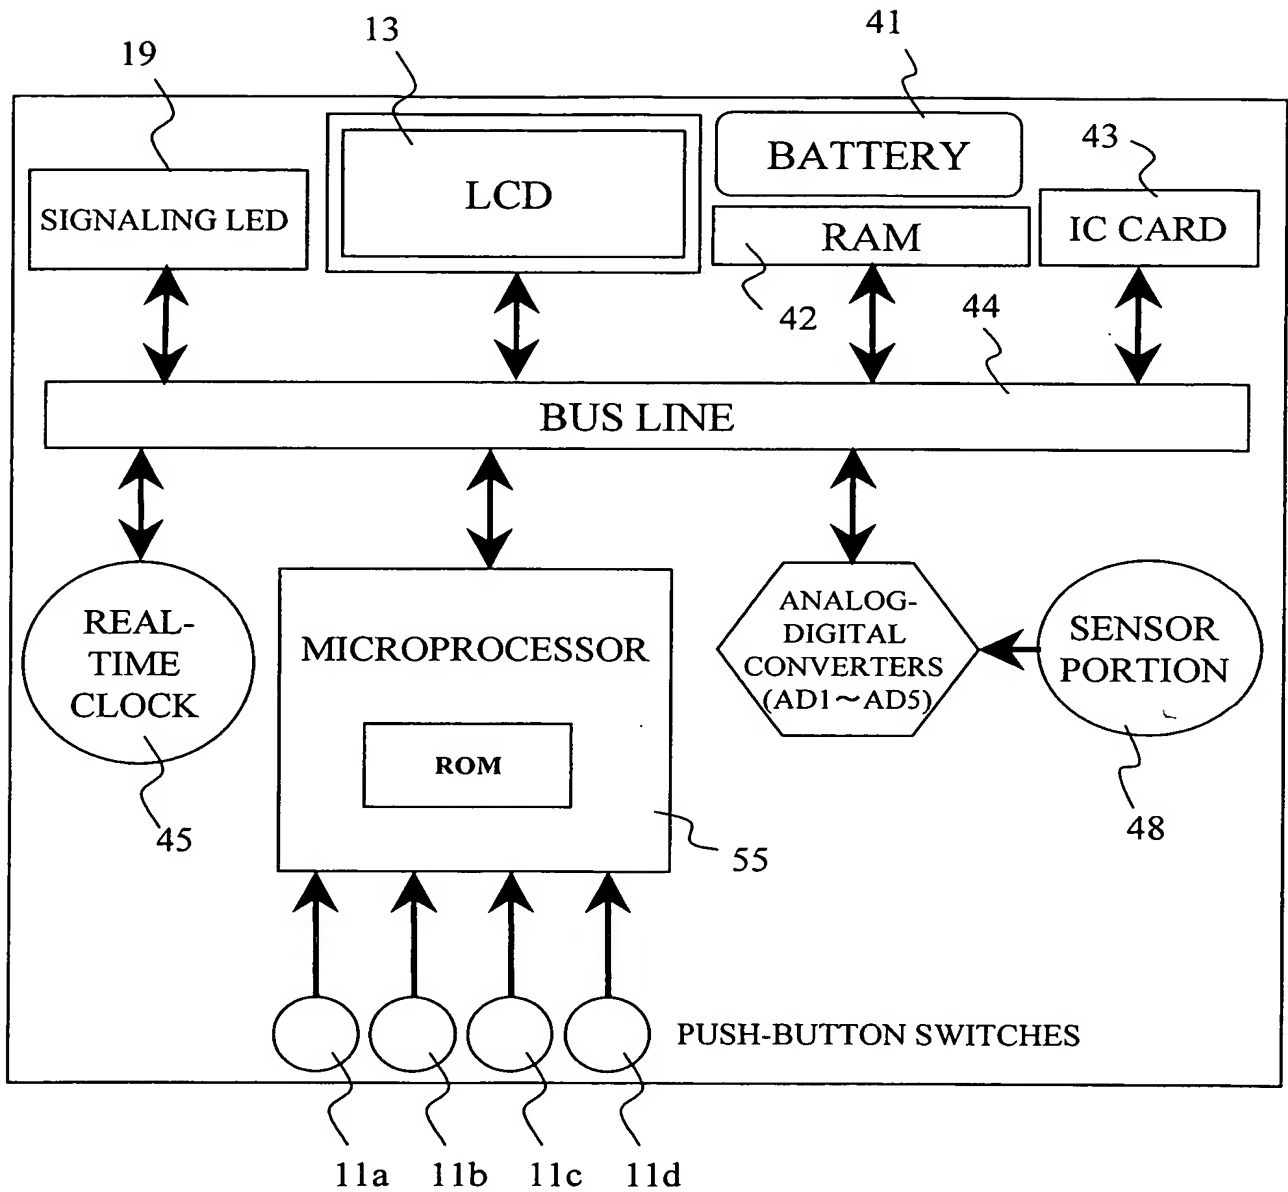 13
41
19
43
BATTERY
LCD
SIGNALING LED
RAM
IC CARD
42
44
BUS LINE
REAL-
TIME
CLOCK
MICROPROCESSOR
ROM
ANALOG-
DIGITAL
CONVERTERS
(AD1～AD5)
SENSOR
PORTION
45
55
48
PUSH-BUTTON SWITCHES
11a
11b
11c
11d